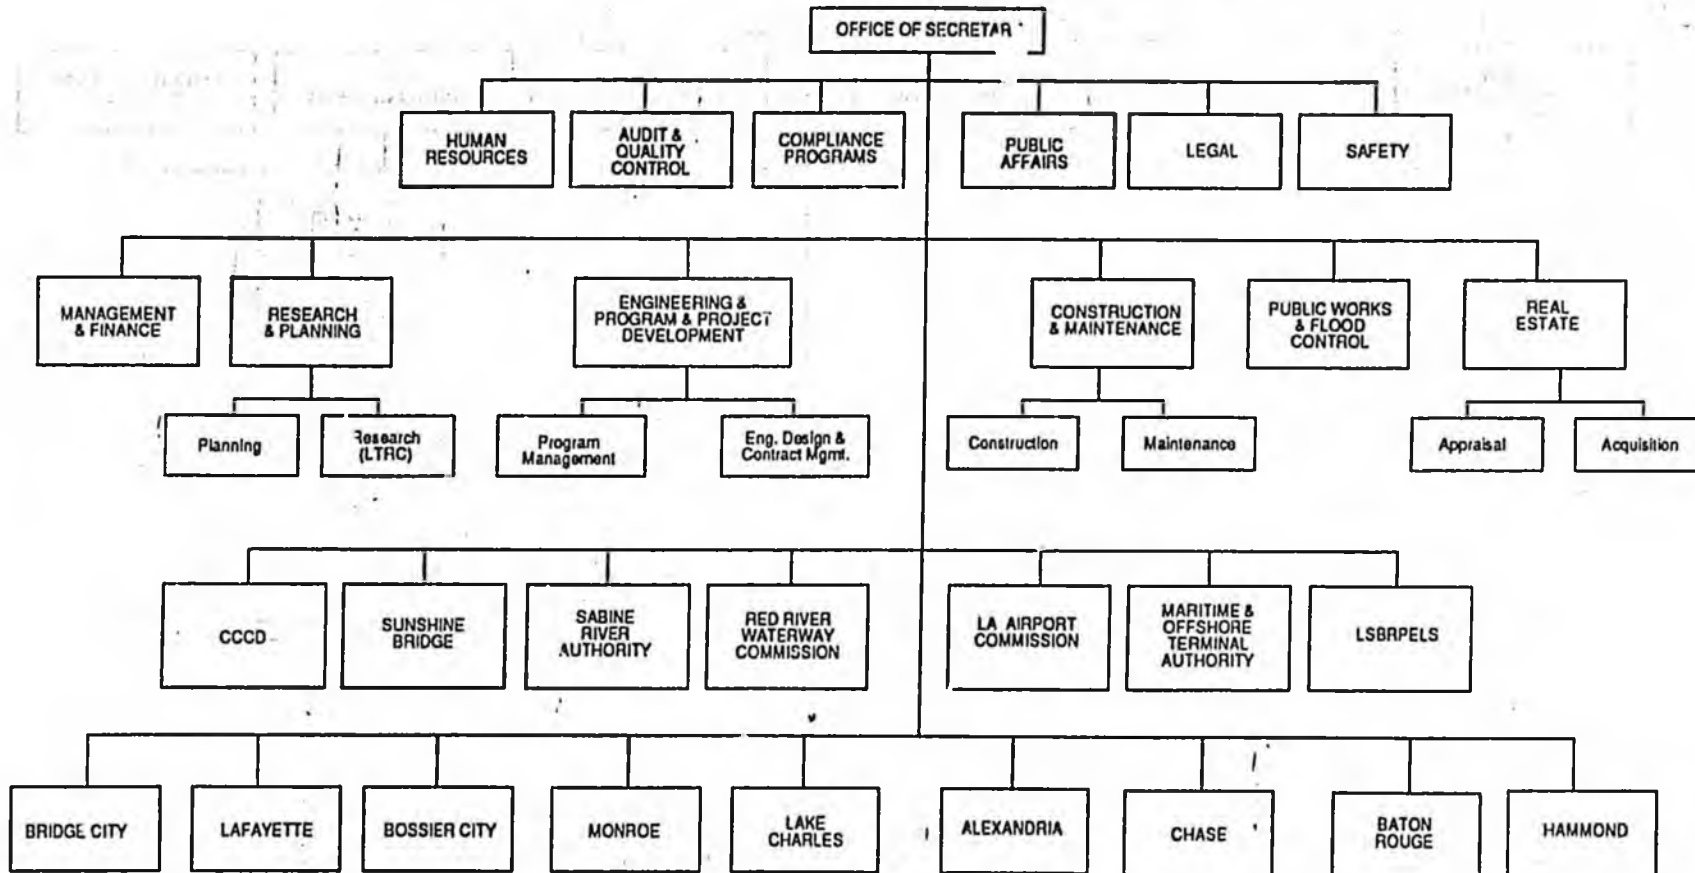 OFFICE OF SECRETAR
HUMAN
RESOURCES
AUDIT &
QUALITY
CONTROL
COMPLIANCE
PROGRAMS
PUBLIC
AFFAIRS
LEGAL
SAFETY
MANAGEMENT
& FINANCE
RESEARCH
& PLANNING
ENGINEERING &
PROGRAM & PROJECT
DEVELOPMENT
CONSTRUCTION
& MAINTENANCE
PUBLIC WORKS
& FLOOD
CONTROL
REAL
ESTATE
Planning
Research
(LTRC)
Program
Management
Eng. Design &
Contract Mgmt.
Construction
Maintenance
Appraisal
Acquisition
CCCD
SUNSHINE
BRIDGE
SABINE
RIVER
AUTHORITY
RED RIVER
WATERWAY
COMMISSION
LA AIRPORT
COMMISSION
MARITIME &
OFFSHORE
TERMINAL
AUTHORITY
LSBRPELS
BRIDGE CITY
LAFAYETTE
BOSSIER CITY
MONROE
LAKE
CHARLES
ALEXANDRIA
CHASE
BATON
ROUGE
HAMMOND